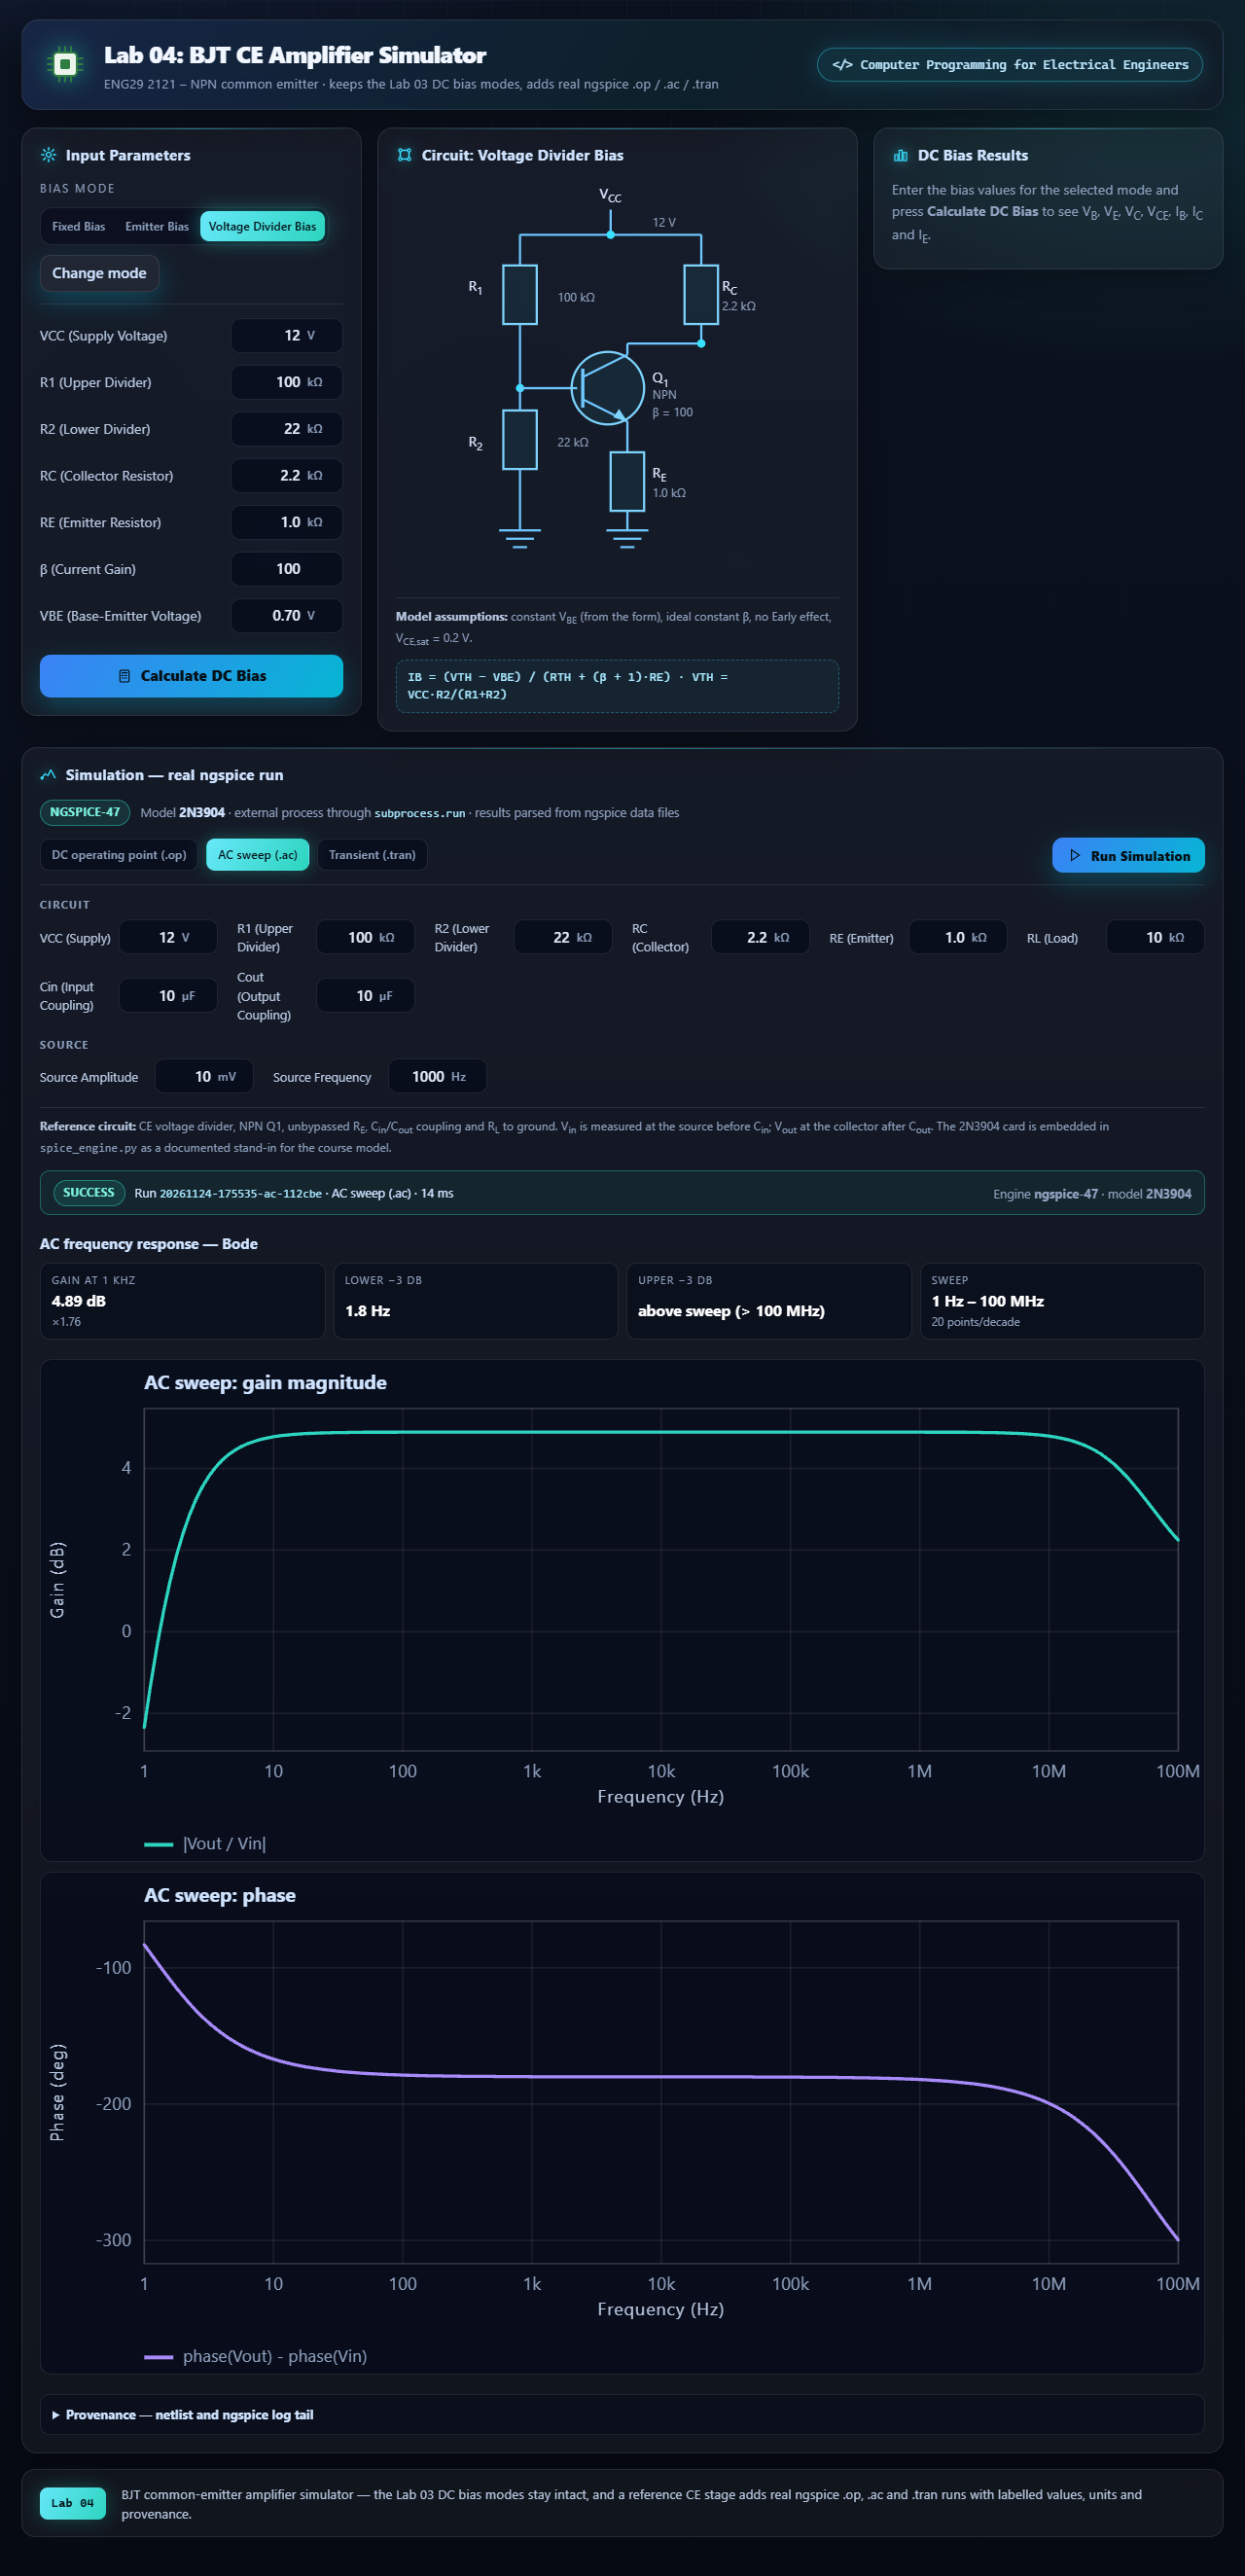 Lab 04: BJT CE Amplifier Simulator
ENG29 2121 – NPN common emitter · keeps the Lab 03 DC bias modes, adds real ngspice .op / .ac / .tran
</> Computer Programming for Electrical Engineers
Input Parameters
BIAS MODE
Fixed Bias
Emitter Bias
Voltage Divider Bias
Change mode
VCC (Supply Voltage) 12 V
R1 (Upper Divider) 100 kΩ
R2 (Lower Divider) 22 kΩ
RC (Collector Resistor) 2.2 kΩ
RE (Emitter Resistor) 1.0 kΩ
β (Current Gain) 100
VBE (Base-Emitter Voltage) 0.70 V
Calculate DC Bias
Circuit: Voltage Divider Bias
VCC
12 V
R1
100 kΩ
RC
2.2 kΩ
Q1
NPN
β = 100
R2
22 kΩ
RE
1.0 kΩ
Model assumptions: constant VBE (from the form), ideal constant β, no Early effect,
VCE,sat = 0.2 V.
IB = (VTH − VBE) / (RTH + (β + 1)·RE) · VTH =
VCC·R2/(R1+R2)
DC Bias Results
Enter the bias values for the selected mode and
press Calculate DC Bias to see VB, VE, VC, VCE, IB, IC
and IE.
Simulation — real ngspice run
NGSPICE-47
Model 2N3904 · external process through subprocess.run · results parsed from ngspice data files
DC operating point (.op)
AC sweep (.ac)
Transient (.tran)
Run Simulation
CIRCUIT
VCC (Supply) 12 V
R1 (Upper
Divider) 100 kΩ
R2 (Lower
Divider) 22 kΩ
RC
(Collector) 2.2 kΩ
RE (Emitter) 1.0 kΩ
RL (Load) 10 kΩ
Cin (Input
Coupling) 10 µF
Cout
(Output
Coupling) 10 µF
SOURCE
Source Amplitude 10 mV
Source Frequency 1000 Hz
Reference circuit: CE voltage divider, NPN Q1, unbypassed RE, Cin/Cout coupling and RL to ground. Vin is measured at the source before Cin; Vout at the collector after Cout. The 2N3904 card is embedded in
spice_engine.py as a documented stand-in for the course model.
SUCCESS
Run 20261124-175535-ac-112cbe · AC sweep (.ac) · 14 ms
Engine ngspice-47 · model 2N3904
AC frequency response — Bode
GAIN AT 1 KHZ
4.89 dB
×1.76
LOWER −3 DB
1.8 Hz
UPPER −3 DB
above sweep (> 100 MHz)
SWEEP
1 Hz – 100 MHz
20 points/decade
AC sweep: gain magnitude
Gain (dB)
4
2
0
-2
1 10 100 1k 10k 100k 1M 10M 100M
Frequency (Hz)
|Vout / Vin|
AC sweep: phase
Phase (deg)
-100
-200
-300
1 10 100 1k 10k 100k 1M 10M 100M
Frequency (Hz)
phase(Vout) - phase(Vin)
Provenance — netlist and ngspice log tail
Lab 04
BJT common-emitter amplifier simulator — the Lab 03 DC bias modes stay intact, and a reference CE stage adds real ngspice .op, .ac and .tran runs with labelled values, units and
provenance.